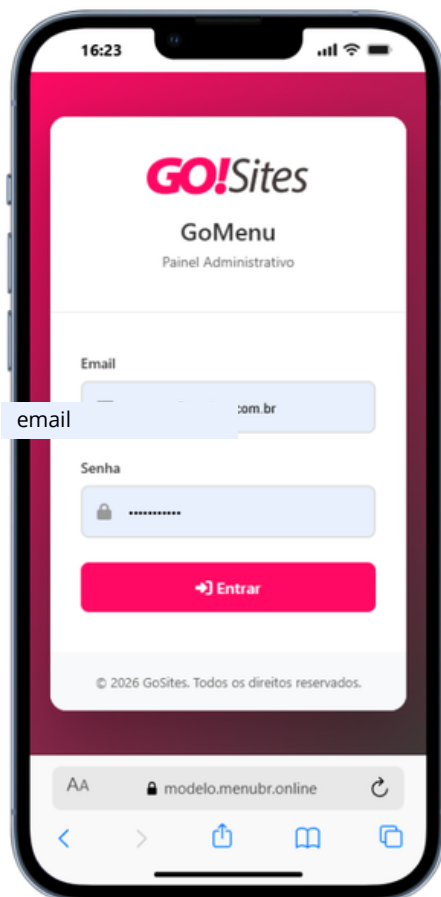 16:23
GO!Sites
GoMenu
Painel Administrativo
Email
com.br
email
Senha
Entrar
© 2026 GoSites. Todos os direitos reservados.
AA
modelo.menubr.online